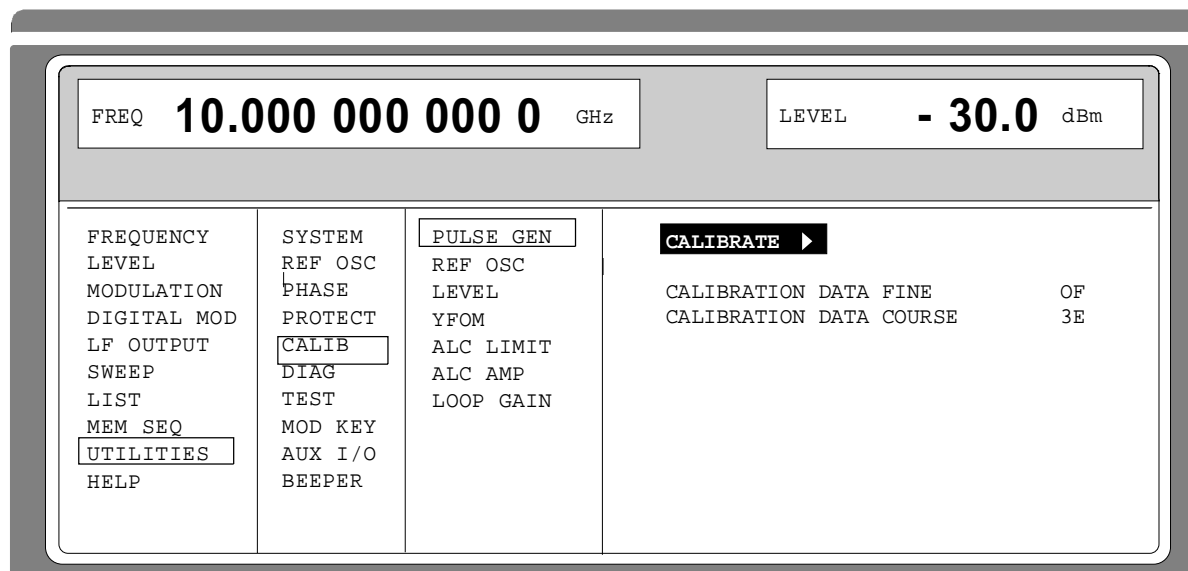 FREQ 10.000 000 000 0 GHz
LEVEL - 30.0 dBm
FREQUENCY
LEVEL
MODULATION
DIGITAL MOD
LF OUTPUT
SWEEP
LIST
MEM SEQ
UTILITIES
HELP
SYSTEM
REF OSC
PHASE
PROTECT
CALIB
DIAG
TEST
MOD KEY
AUX I/O
BEEPER
PULSE GEN
REF OSC
LEVEL
YFOM
ALC LIMIT
ALC AMP
LOOP GAIN
CALIBRATE
CALIBRATION DATA FINE OF
CALIBRATION DATA COURSE 3E